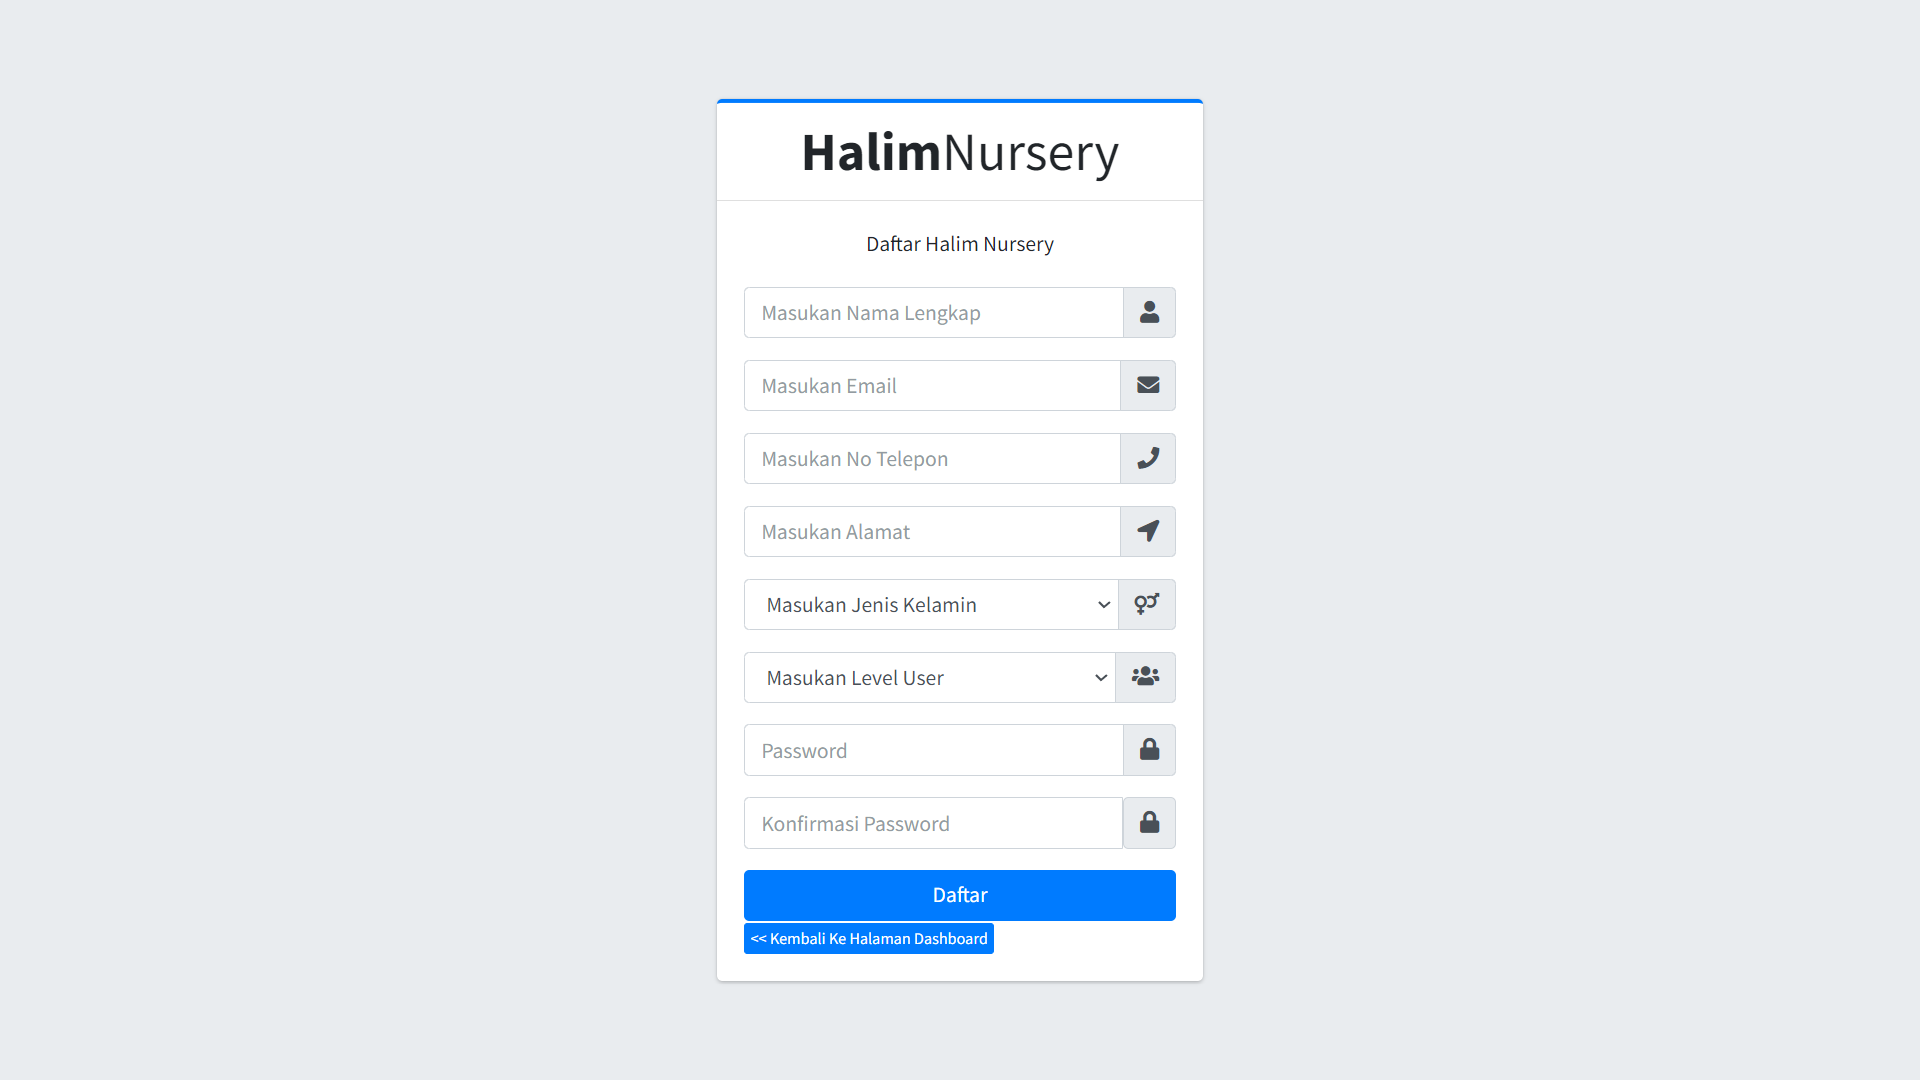 HalimNursery
Daftar Halim Nursery
Masukan Nama Lengkap
Masukan Email
Masukan No Telepon
Masukan Alamat
Masukan Jenis Kelamin
Masukan Level User
Password
Konfirmasi Password
Daftar
<< Kembali Ke Halaman Dashboard